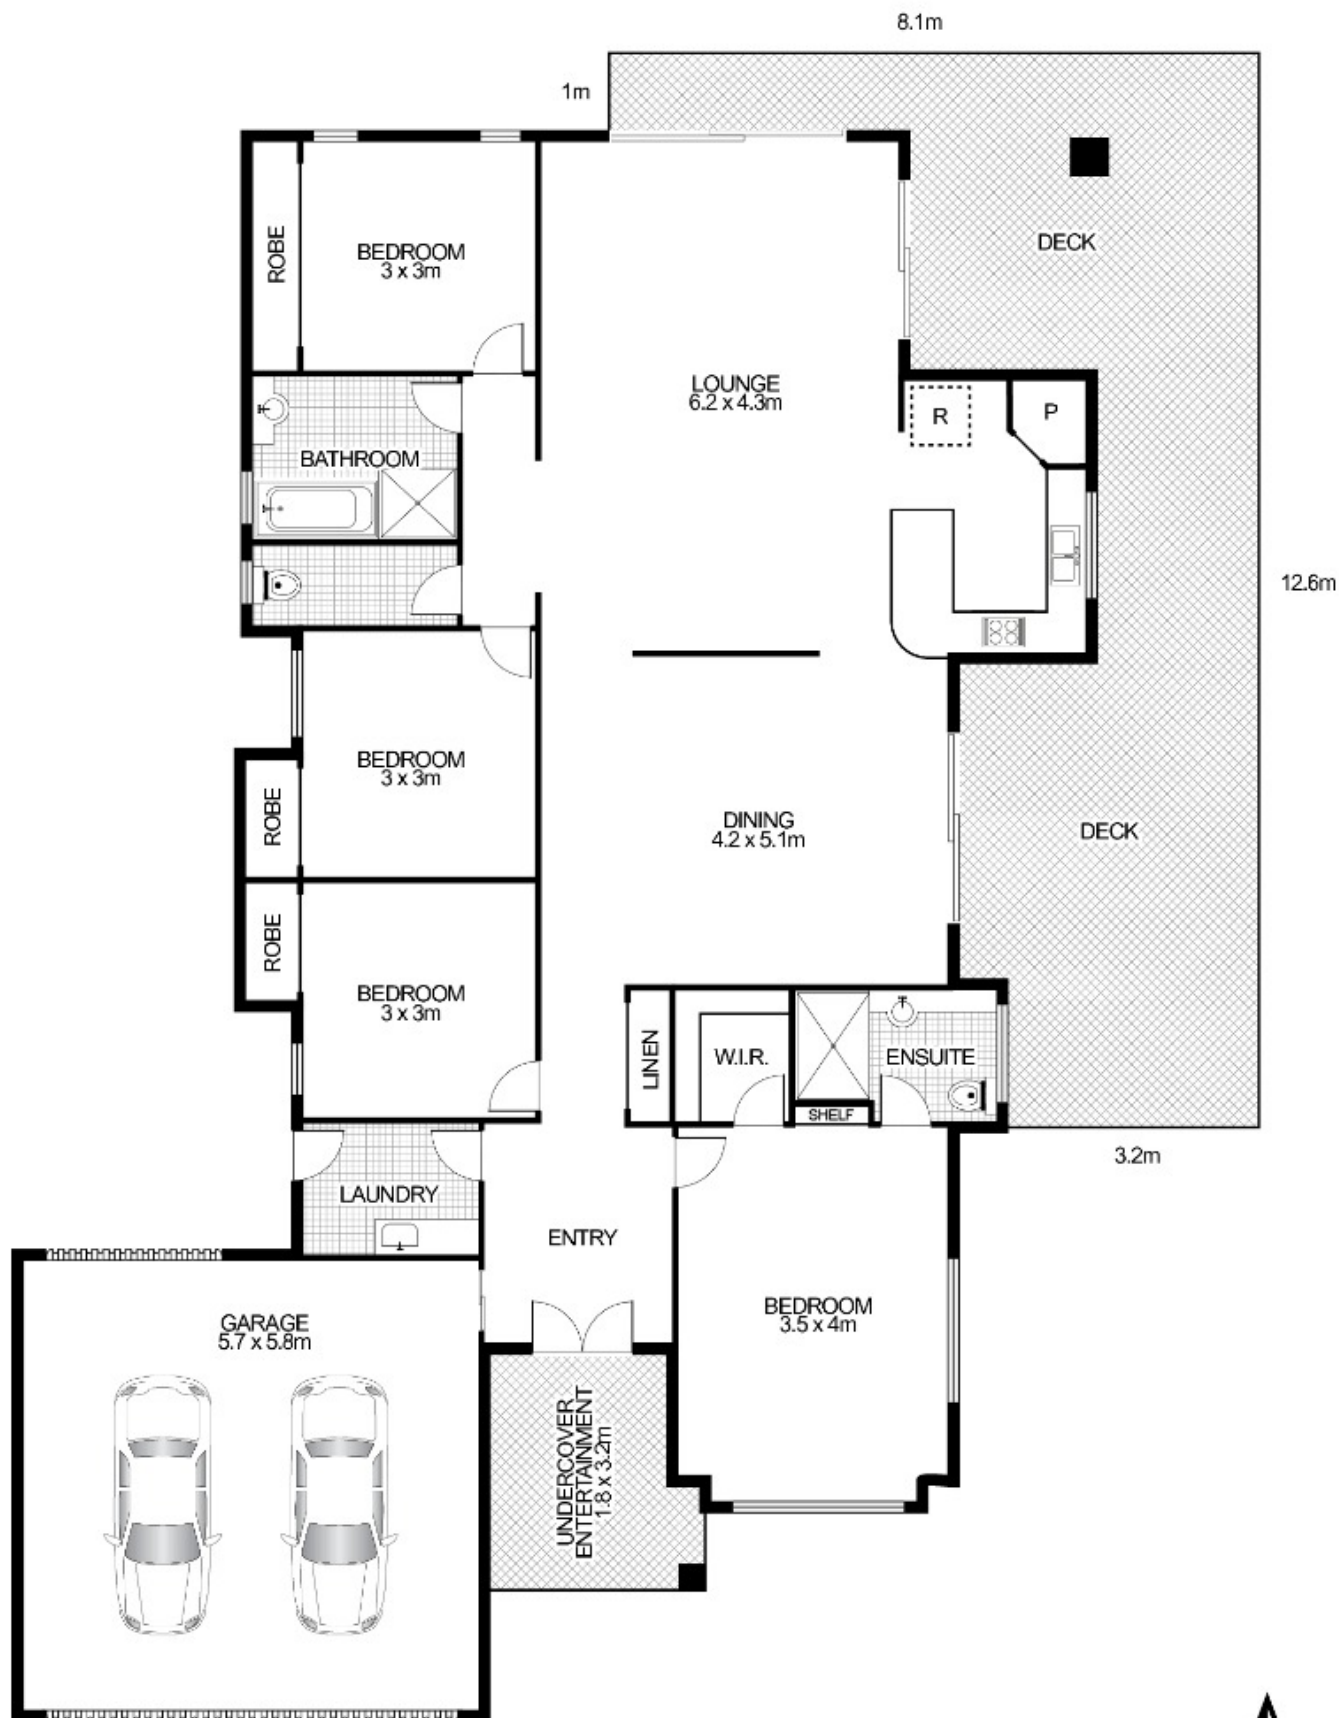 8.1m
1m
ROBE
BEDROOM
3 x 3m
DECK
LOUNGE
6.2 x 4.3m
R
P
BATHROOM
12.6m
BEDROOM
3 x 3m
ROBE
DINING
4.2 x 5.1m
DECK
ROBE
BEDROOM
3 x 3m
LINEN
W.I.R.
ENSUITE
SHELF
3.2m
LAUNDRY
ENTRY
BEDROOM
3.5 x 4m
GARAGE
5.7 x 5.8m
UNDERCOVER
ENTERTAINMENT
1.8 x 3.2m